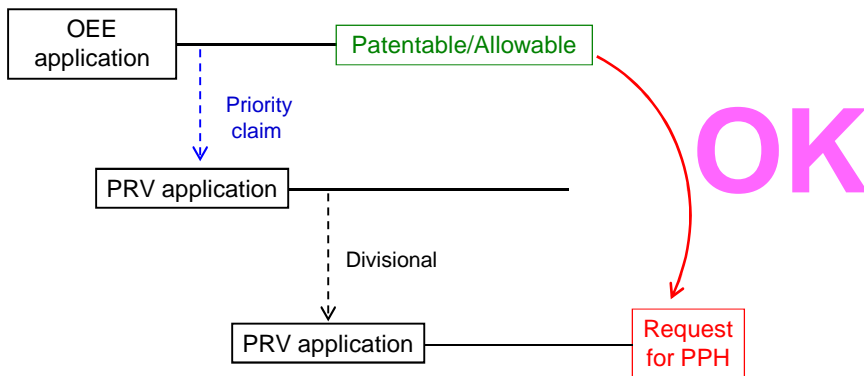 OEE
application
Patentable/Allowable
Priority
claim
OK
PRV application
Divisional
PRV application
Request
for PPH